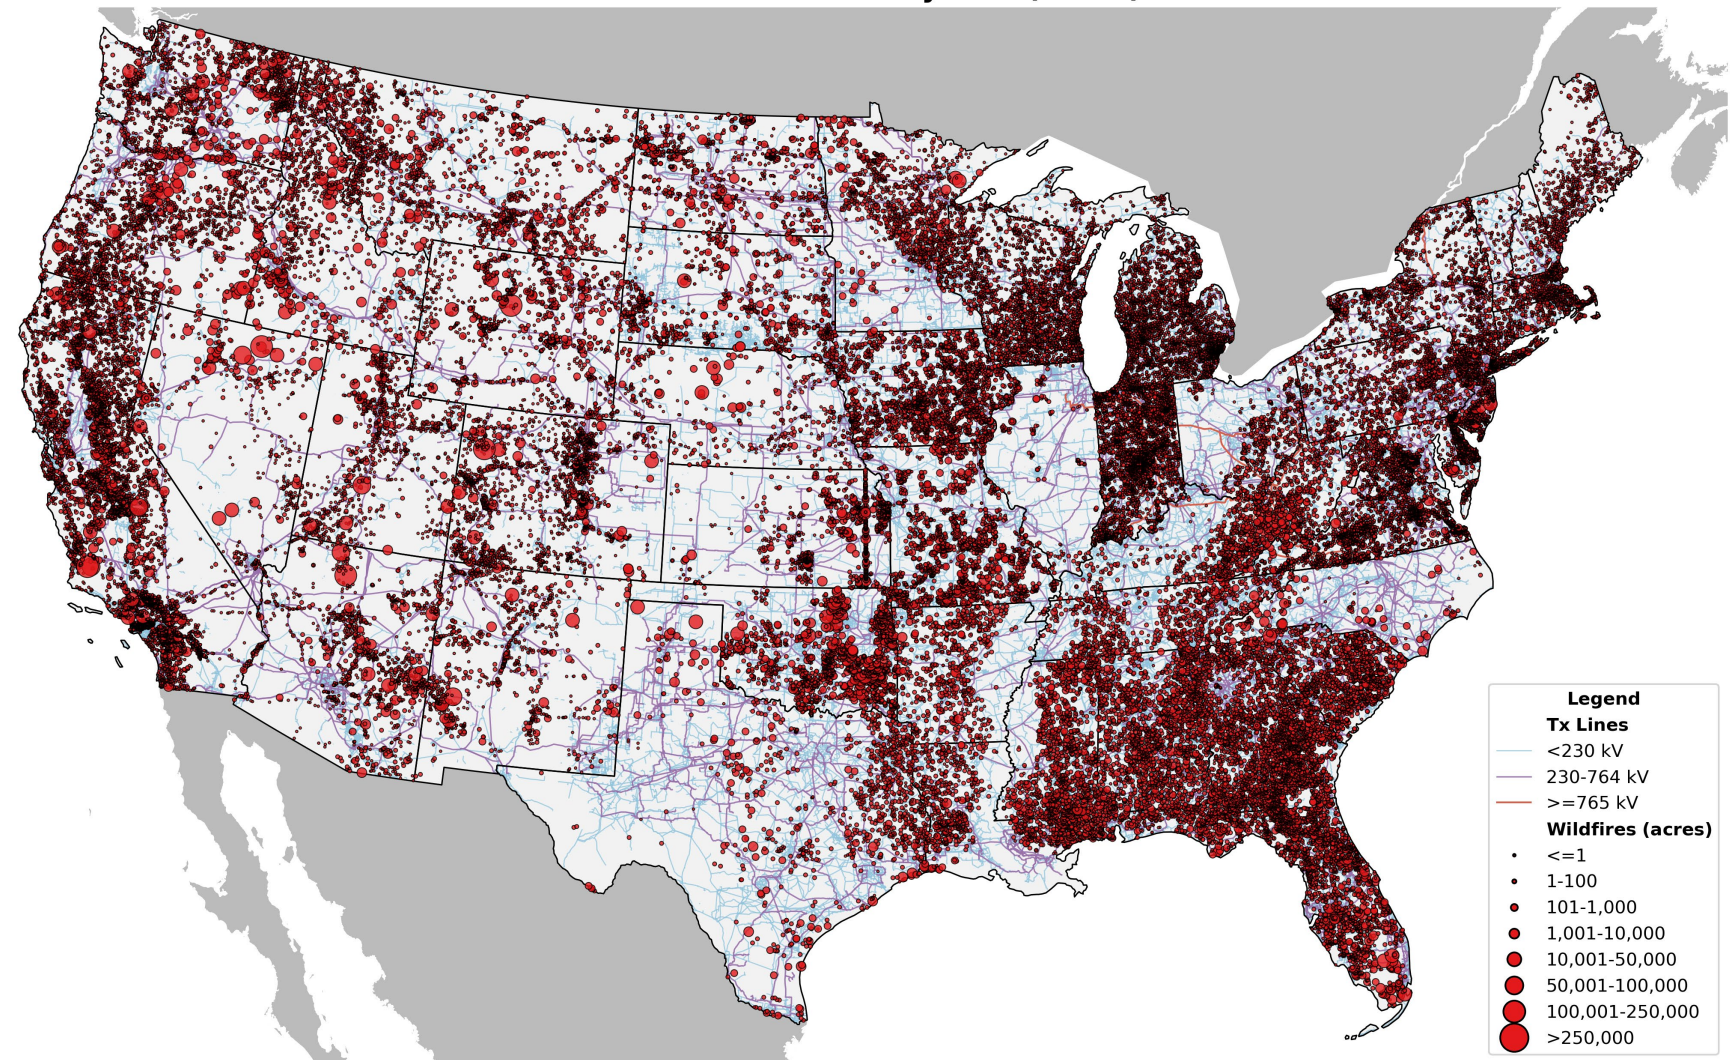 Legend
Tx Lines
<230 kV
230-764 kV
>=765 kV
Wildfires (acres)
<=1
1-100
101-1,000
1,001-10,000
10,001-50,000
50,001-100,000
100,001-250,000
>250,000